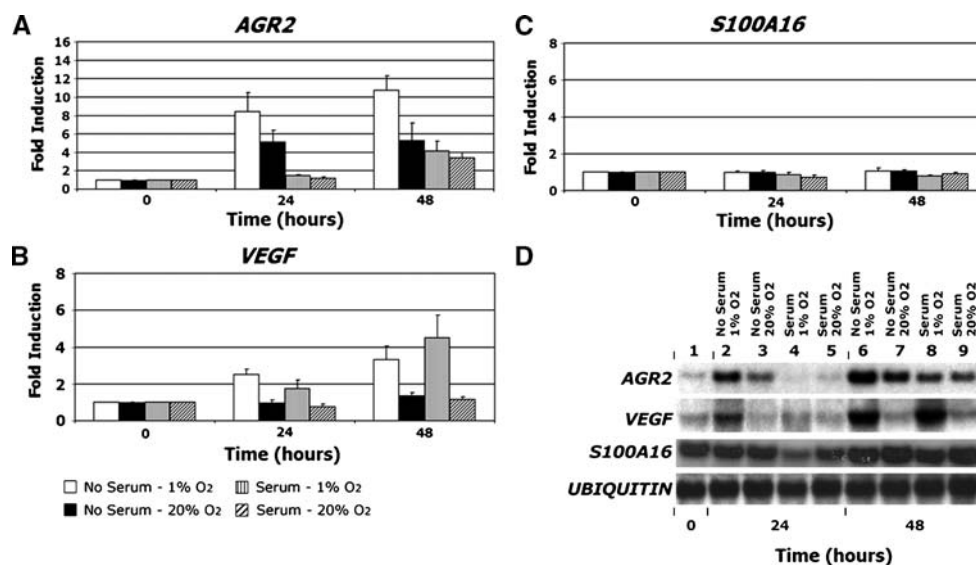 A
AGR2
Fold Induction
16
14
12
10
8
6
4
2
0
0
24
48
Time (hours)
B
VEGF
Fold Induction
8
6
4
2
0
0
24
48
Time (hours)
No Serum - 1% O2
Serum - 1% O2
No Serum - 20% O2
Serum - 20% O2
C
S100A16
Fold Induction
8
6
4
2
0
0
24
48
Time (hours)
D
No Serum
1% O2
No Serum
20% O2
Serum
1% O2
Serum
20% O2
No Serum
1% O2
No Serum
20% O2
Serum
1% O2
Serum
20% O2
1 2 3 4 5 6 7 8 9
AGR2
VEGF
S100A16
UBIQUITIN
0 24 48
Time (hours)